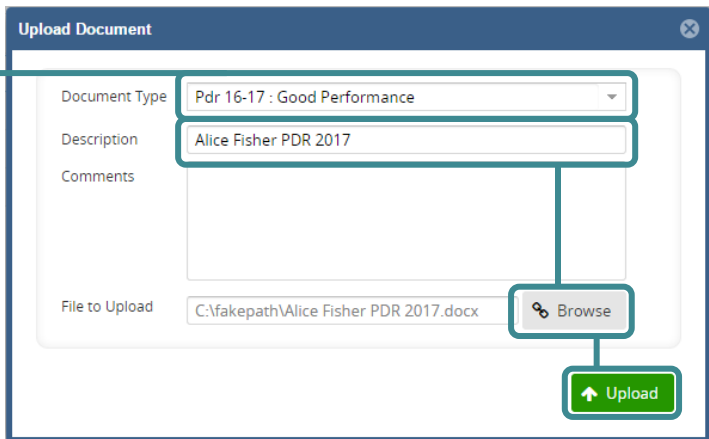 Upload Document
Document Type Pdr 16-17 : Good Performance
Description Alice Fisher PDR 2017
Comments
File to Upload C:\fakepath\Alice Fisher PDR 2017.docx Browse
Upload